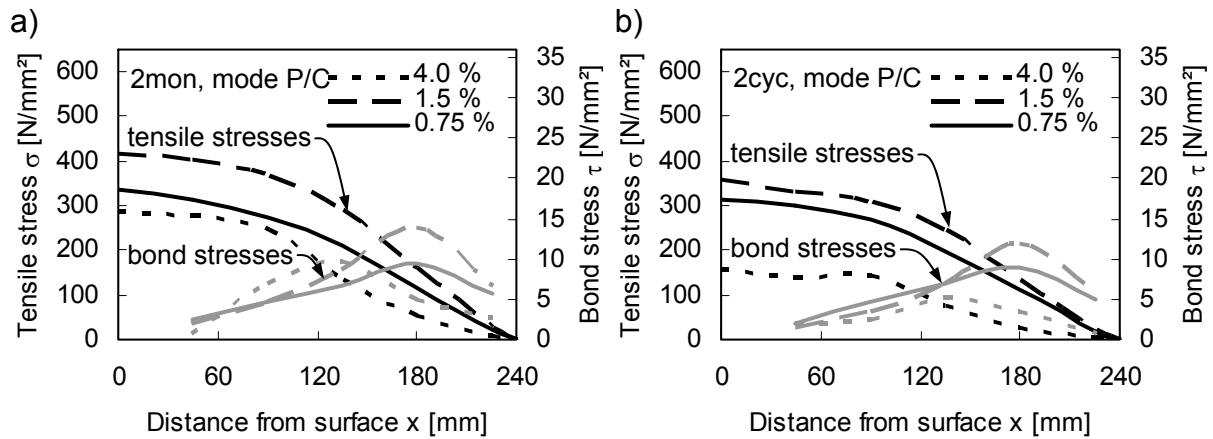 a)
Tensile stress σ [N/mm²]
600
500
400
300
200
100
0
2mon, mode P/C
4.0 %
1.5 %
0.75 %
tensile stresses
bond stresses
35
30
25
20
15
10
5
0
Bond stress τ [N/mm²]
0 60 120 180 240
Distance from surface x [mm]
b)
Tensile stress σ [N/mm²]
600
500
400
300
200
100
0
2cyc, mode P/C
4.0 %
1.5 %
0.75 %
tensile stresses
bond stresses
35
30
25
20
15
10
5
0
Bond stress τ [N/mm²]
0 60 120 180 240
Distance from surface x [mm]